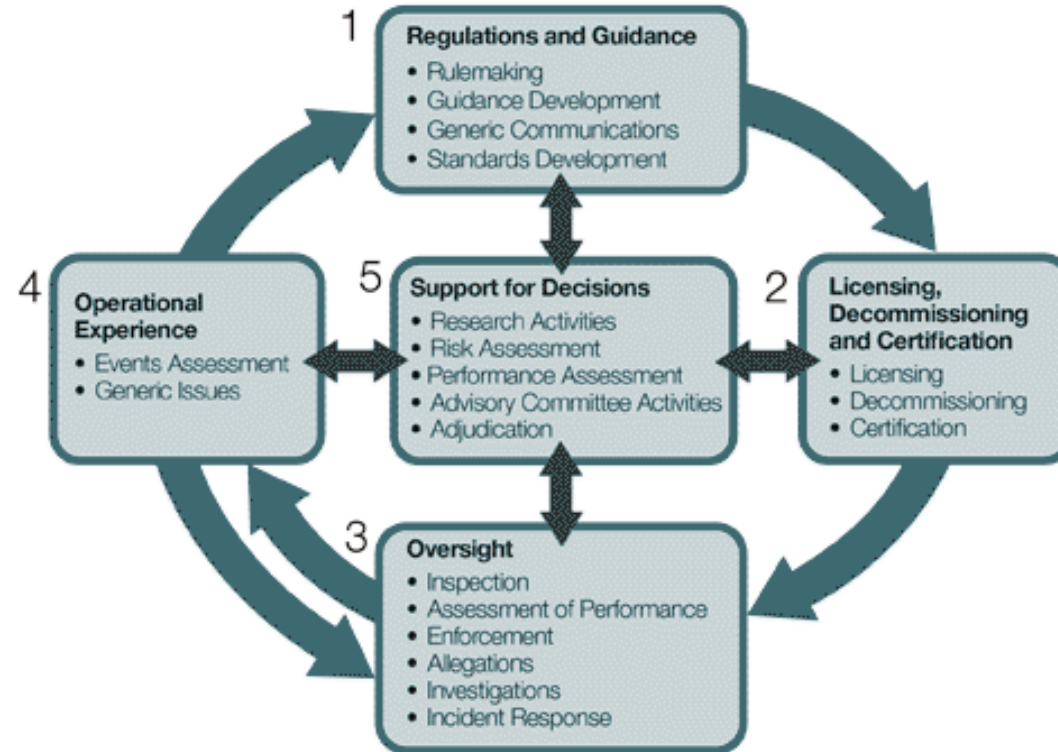 1
Regulations and Guidance
• Rulemaking
• Guidance Development
• Generic Communications
• Standards Development
2
Licensing,
Decommissioning
and Certification
• Licensing
• Decommissioning
• Certification
3
Oversight
• Inspection
• Assessment of Performance
• Enforcement
• Allegations
• Investigations
• Incident Response
4
Operational
Experience
• Events Assessment
• Generic Issues
5
Support for Decisions
• Research Activities
• Risk Assessment
• Performance Assessment
• Advisory Committee Activities
• Adjudication